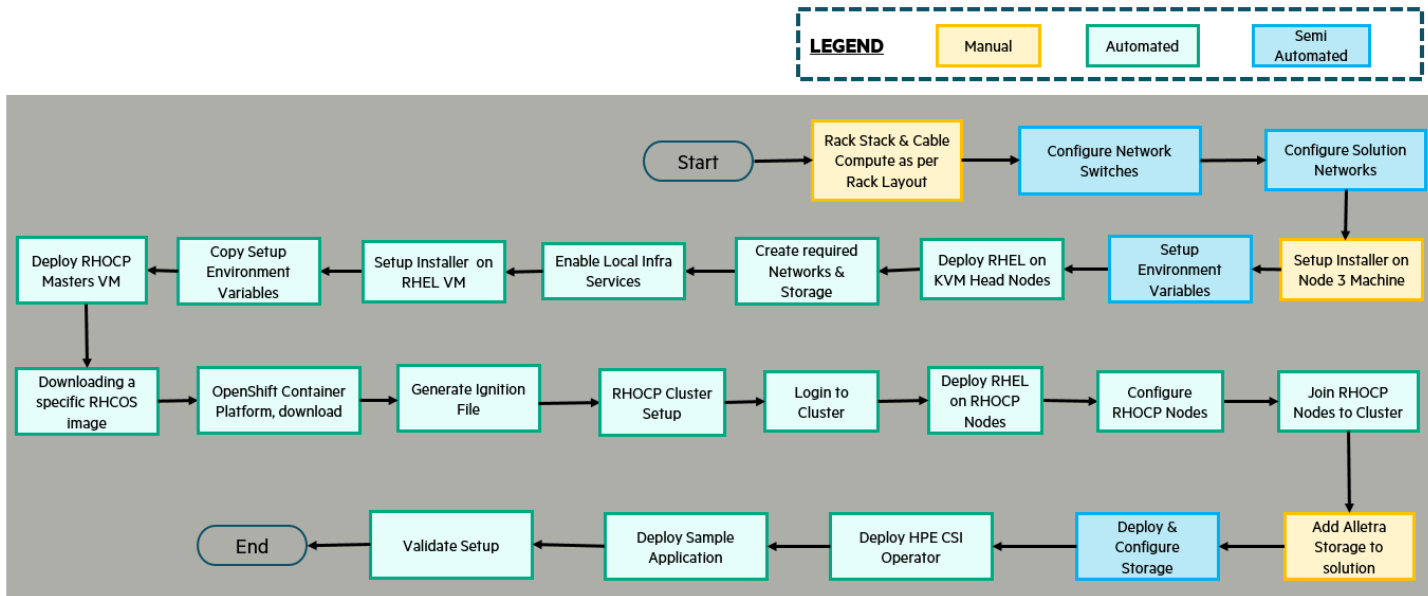 LEGEND
Manual
Automated
Semi
Automated
Start
Rack Stack & Cable
Compute as per
Rack Layout
Configure Network
Switches
Configure Solution
Networks
Setup Installer on
Node 3 Machine
Setup
Environment
Variables
Deploy RHEL on
KVM Head Nodes
Create required
Networks &
Storage
Enable Local Infra
Services
Setup Installer on
RHEL VM
Copy Setup
Environment
Variables
Deploy RHOCP
Masters VM
Downloading a
specific RHCOS
image
OpenShift Container
Platform, download
Generate Ignition
File
RHOCP Cluster
Setup
Login to
Cluster
Deploy RHEL
on RHOCP
Nodes
Configure
RHOCP Nodes
Join RHOCP
Nodes to Cluster
Add Alletra
Storage to
solution
Deploy &
Configure
Storage
Deploy HPE CSI
Operator
Deploy Sample
Application
Validate Setup
End